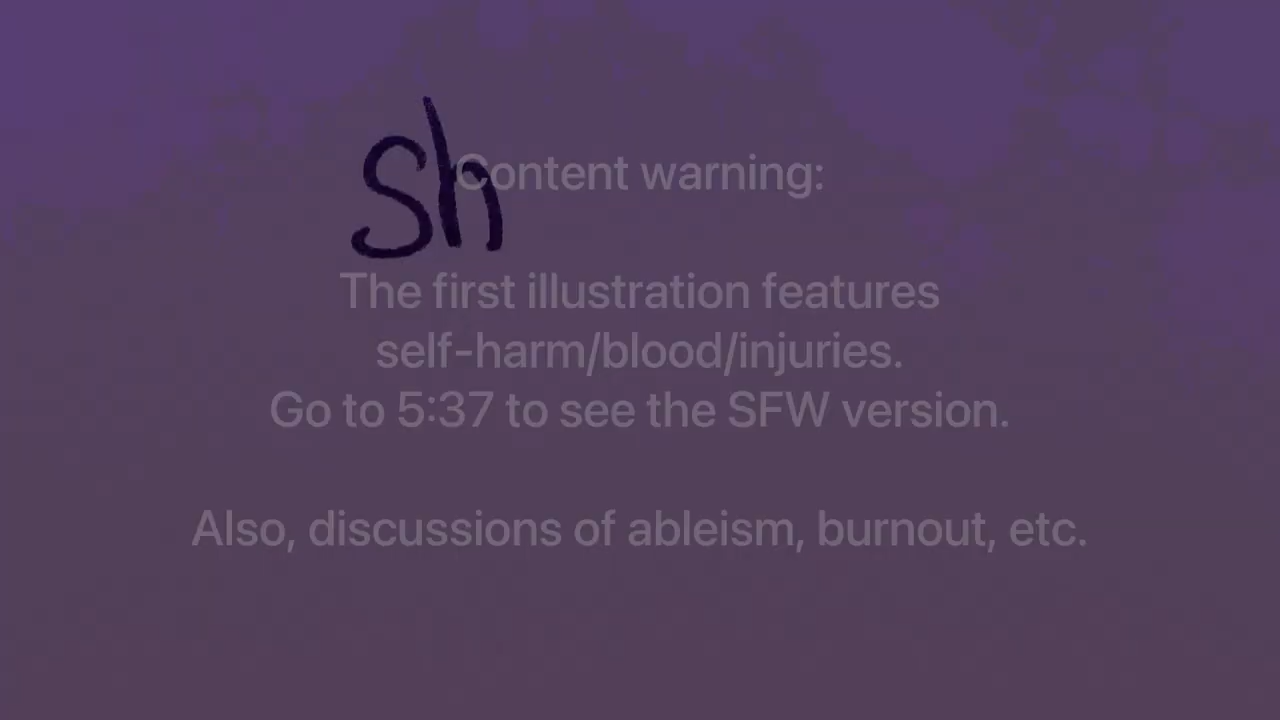 Sh
Content warning:
The first illustration features
self-harm/blood/injuries.
Go to 5:37 to see the SFW version.
Also, discussions of ableism, burnout, etc.